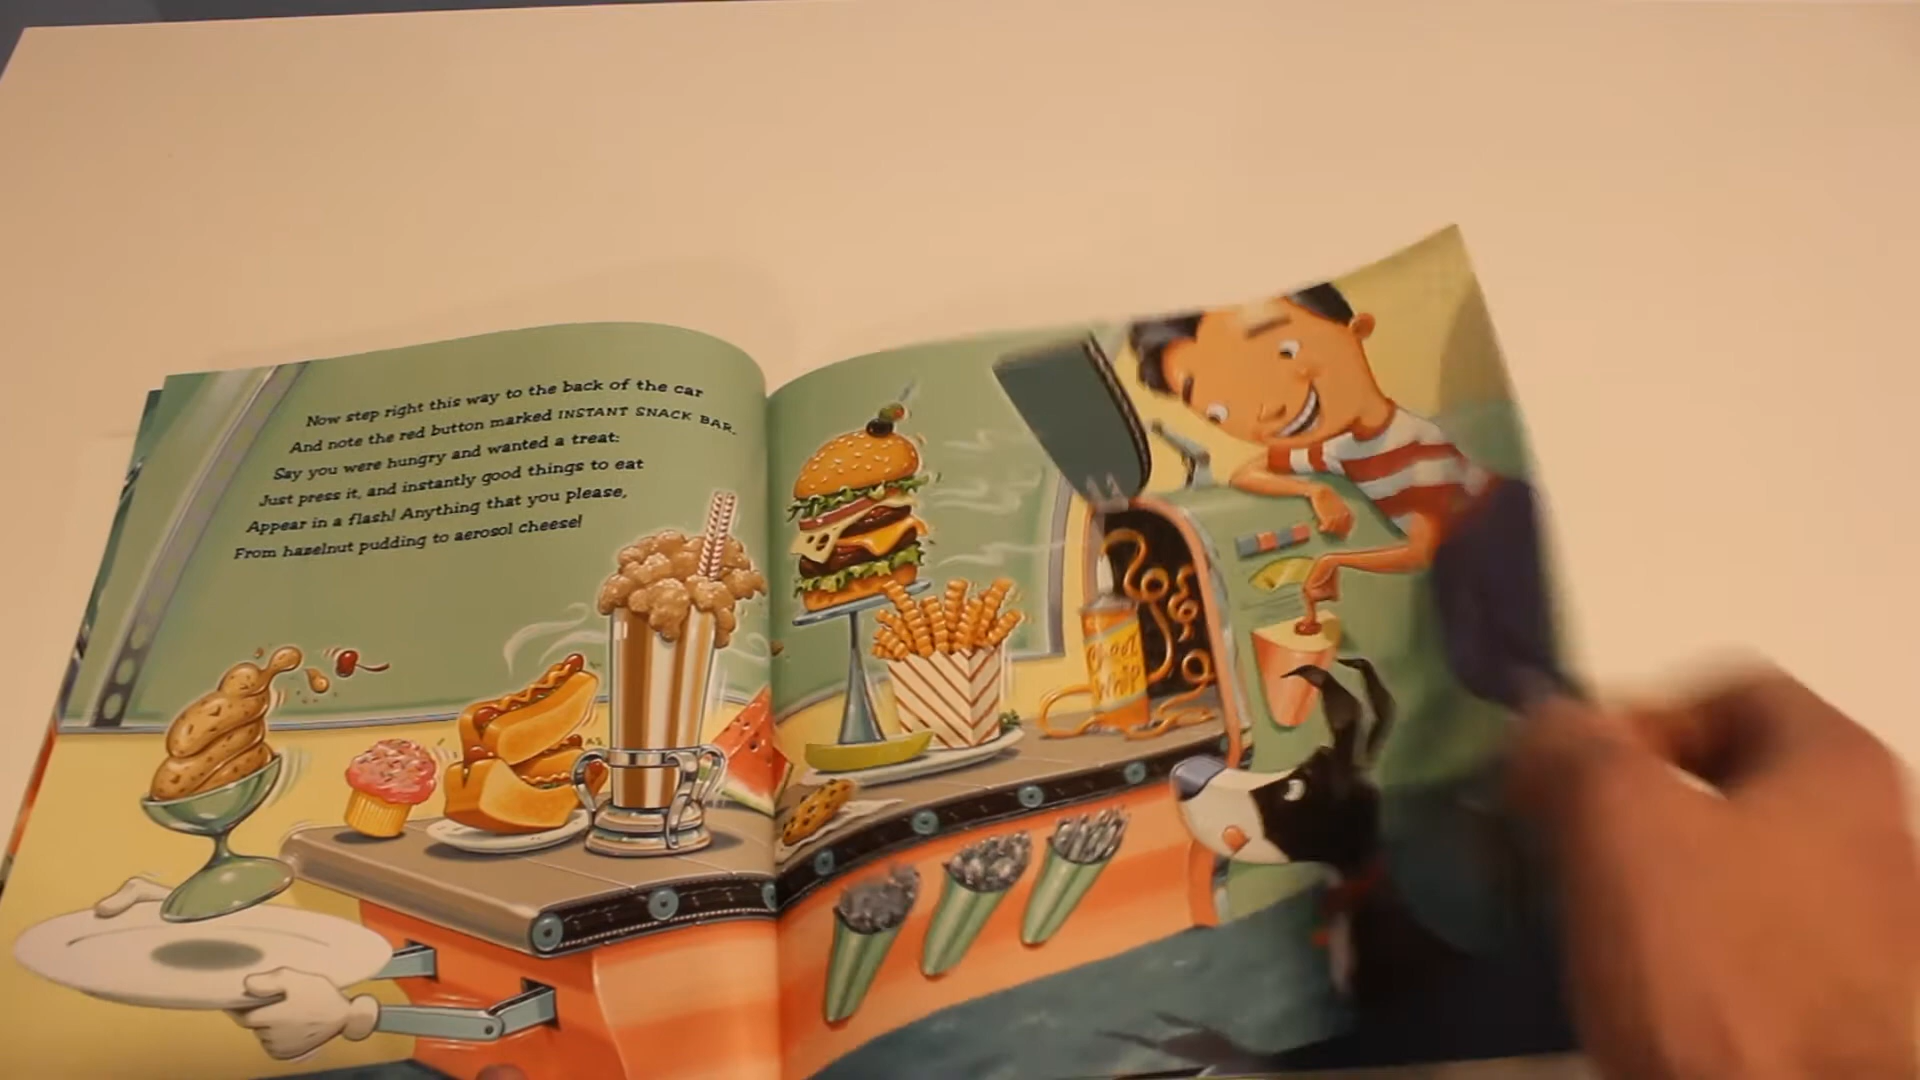 Now step right this way to the back of the car
And note the red button marked INSTANT SNACK BAR.
Say you were hungry and wanted a treat:
Just press it, and instantly good things to eat
Appear in a flash! Anything that you please,
From hazelnut pudding to aerosol cheese!
Whip